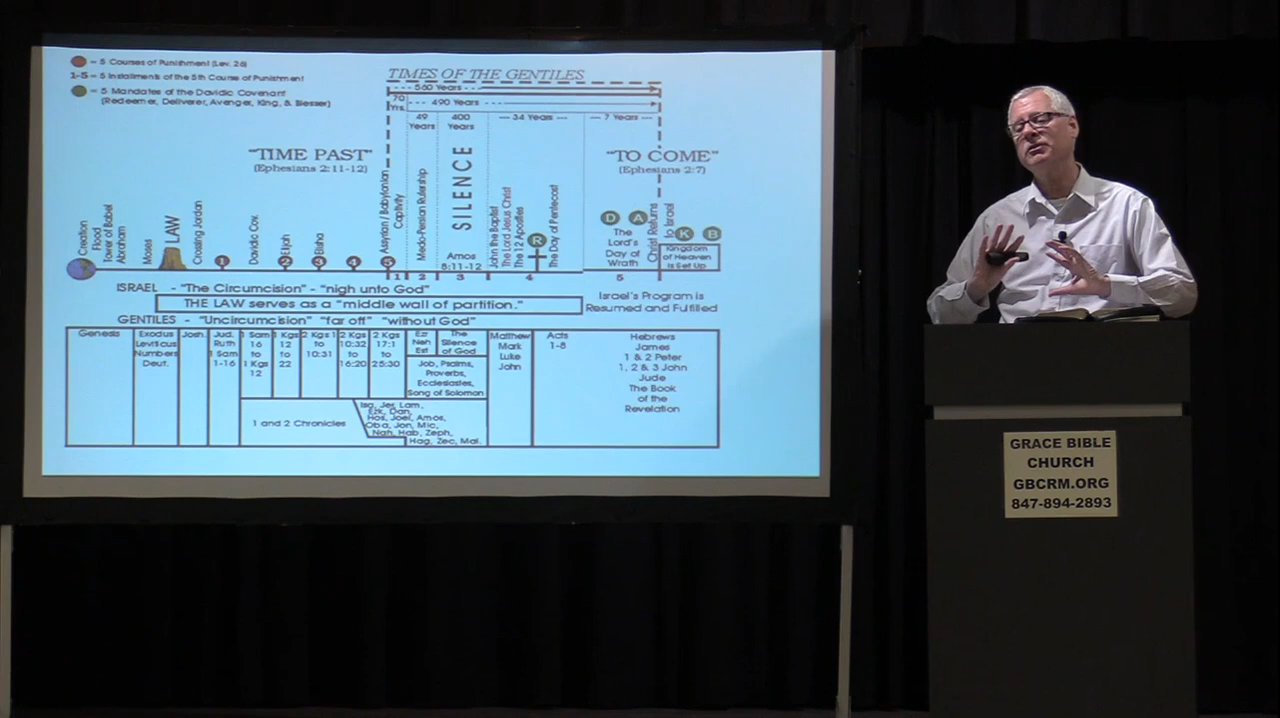 = 5 Courses of Punishment (Lev. 26)
1-5 = 5 Installments of the 5th Course of Punishment
= 5 Mandates of the Davidic Covenant
(Redeemer, Deliverer, Avenger, King, & Blesser)
TIMES OF THE GENTILES
560 Years
70 Yrs.
490 Years
49 Years
400 Years
34 Years
7 Years
"TIME PAST"
(Ephesians 2:11-12)
"TO COME"
(Ephesians 2:7)
Creation
Flood
Tower of Babel
Abraham
Moses
LAW
Crossing Jordan
1
Davidic Cov.
2
Elijah
3
Elisha
4
5
Assyrian / Babylonian
Captivity
Medo-Persian Rulership
SILENCE
Amos
8:11-12
John the Baptist
The Lord Jesus Christ
The 12 Apostles
R
The Day of Pentecost
D A
The
Lord's
Day of
Wrath
Christ Returns
to Israel
K B
Kingdom
of Heaven
is Set Up
1 2 3 4 5
ISRAEL - "The Circumcision" - "nigh unto God"
THE LAW serves as a "middle wall of partition."
Israel's Program is
Resumed and Fulfilled
GENTILES - "Uncircumcision" "far off" "without God"
Genesis
Exodus
Leviticus
Numbers
Deut.
Josh.
Jud.
Ruth
1 Sam
1-16
1 Sam
16
to
1 Kgs
12
1 Kgs
12
to
22
2 Kgs 1
to
10:31
2 Kgs
10:32
to
16:20
2 Kgs
17:1
to
25:30
Ezr
Neh
Est
The
Silence
of God
Job, Psalms,
Proverbs,
Ecclesiastes,
Song of Solomon
1 and 2 Chronicles
Isa, Jer, Lam,
Ezk, Dan,
Hos, Joel, Amos,
Oba, Jon, Mic,
Nah, Hab, Zeph,
Hag, Zec, Mal.
Matthew
Mark
Luke
John
Acts
1-8
Hebrews
James
1 & 2 Peter
1, 2 & 3 John
Jude
The Book
of the
Revelation
GRACE BIBLE
CHURCH
GBCRM.ORG
847-894-2893